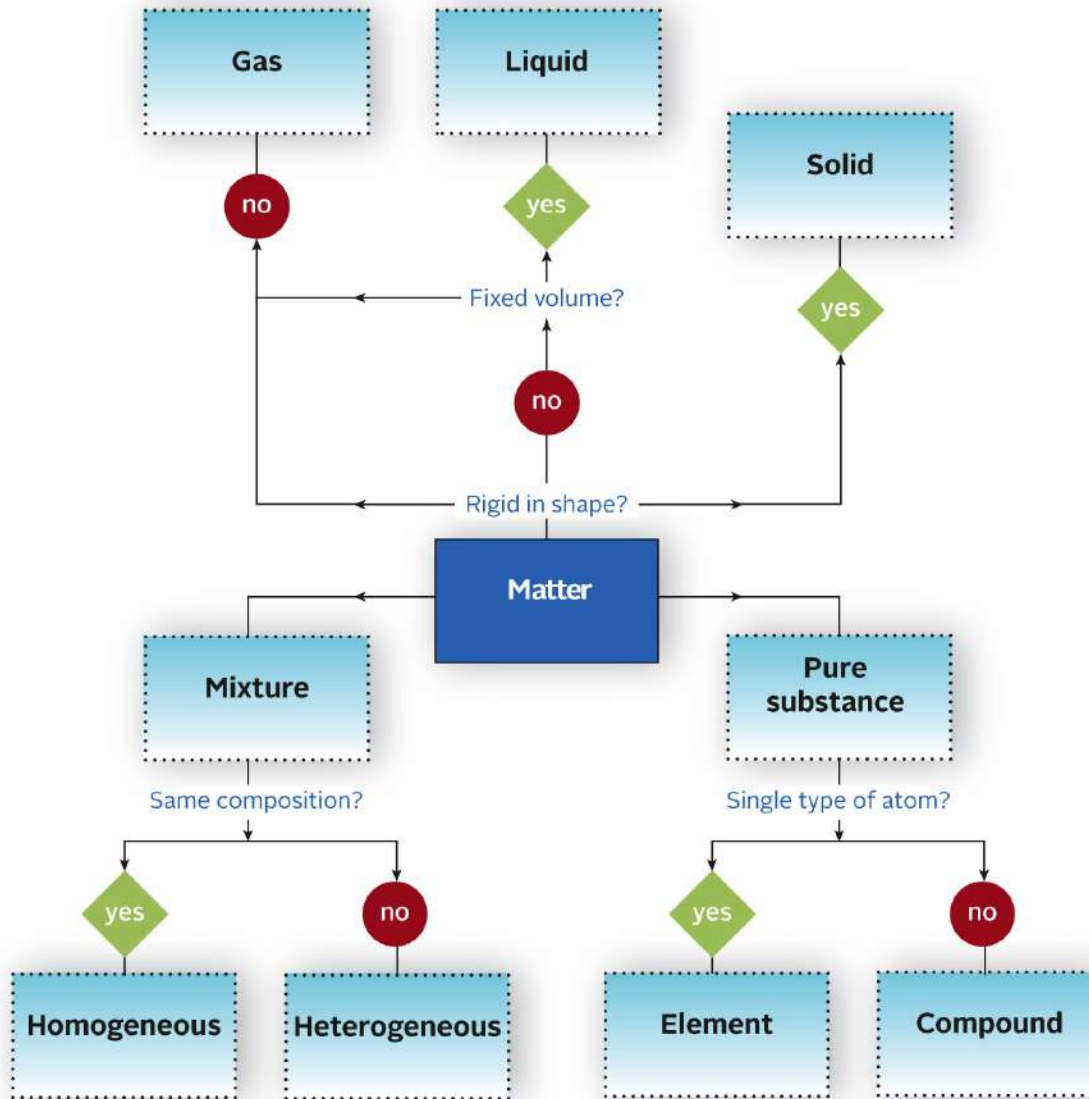 Gas
Liquid
Solid
no
yes
yes
Fixed volume?
no
Rigid in shape?
Matter
Mixture
Pure
substance
Same composition?
Single type of atom?
yes
no
yes
no
Homogeneous
Heterogeneous
Element
Compound